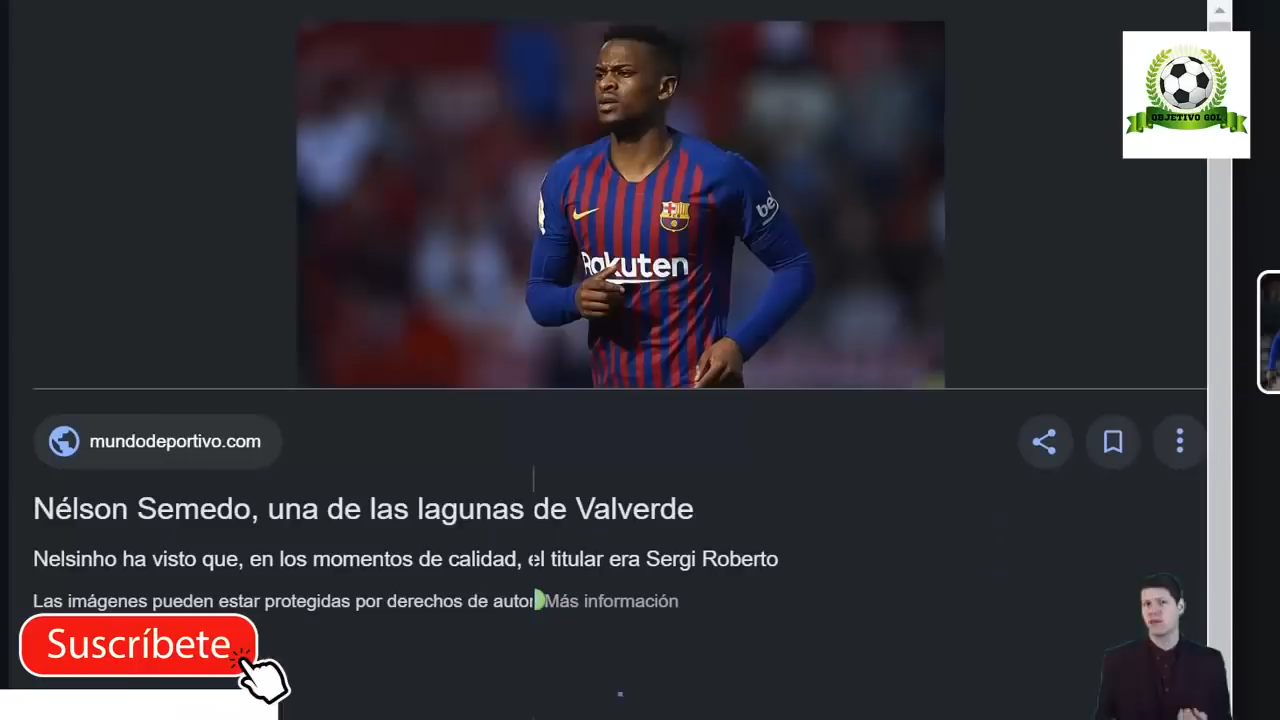 OBJETIVO GOL
be
Rakuten
mundodeportivo.com
Nélson Semedo, una de las lagunas de Valverde
Nelsinho ha visto que, en los momentos de calidad, el titular era Sergi Roberto
Las imágenes pueden estar protegidas por derechos de autor Más información
Suscríbete